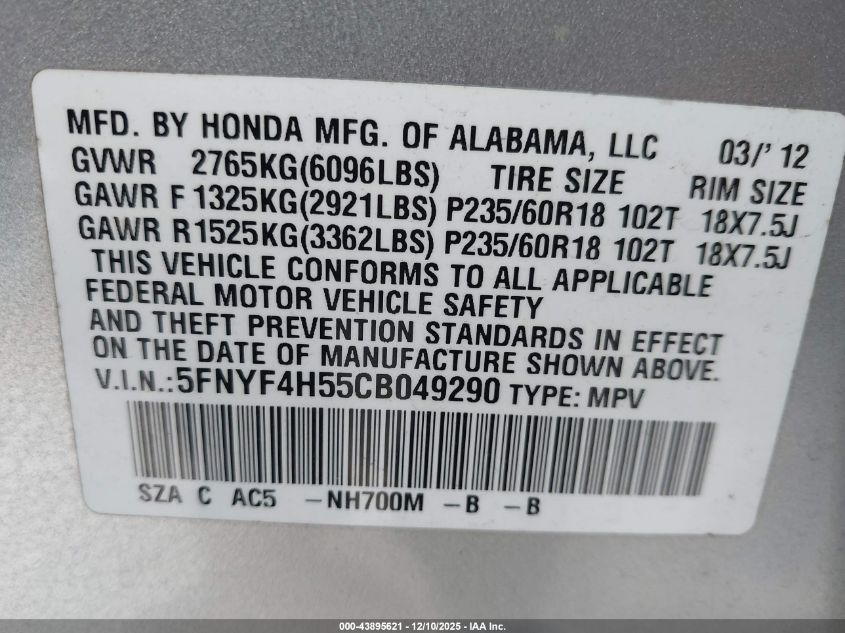 MFD. BY HONDA MFG. OF ALABAMA, LLC 03/'12
GVWR 2765KG(6096LBS) TIRE SIZE RIM SIZE
GAWR F1325KG(2921LBS) P235/60R18 102T 18X7.5J
GAWR R1525KG(3362LBS) P235/60R18 102T 18X7.5J
THIS VEHICLE CONFORMS TO ALL APPLICABLE
FEDERAL MOTOR VEHICLE SAFETY
AND THEFT PREVENTION STANDARDS IN EFFECT
ON THE DATE OF MANUFACTURE SHOWN ABOVE.
V.I.N.:5FNYF4H55CB049290 TYPE: MPV
SZA C AC5 -NH700M -B -B
000-43895621 - 12/10/2025 - IAA Inc.